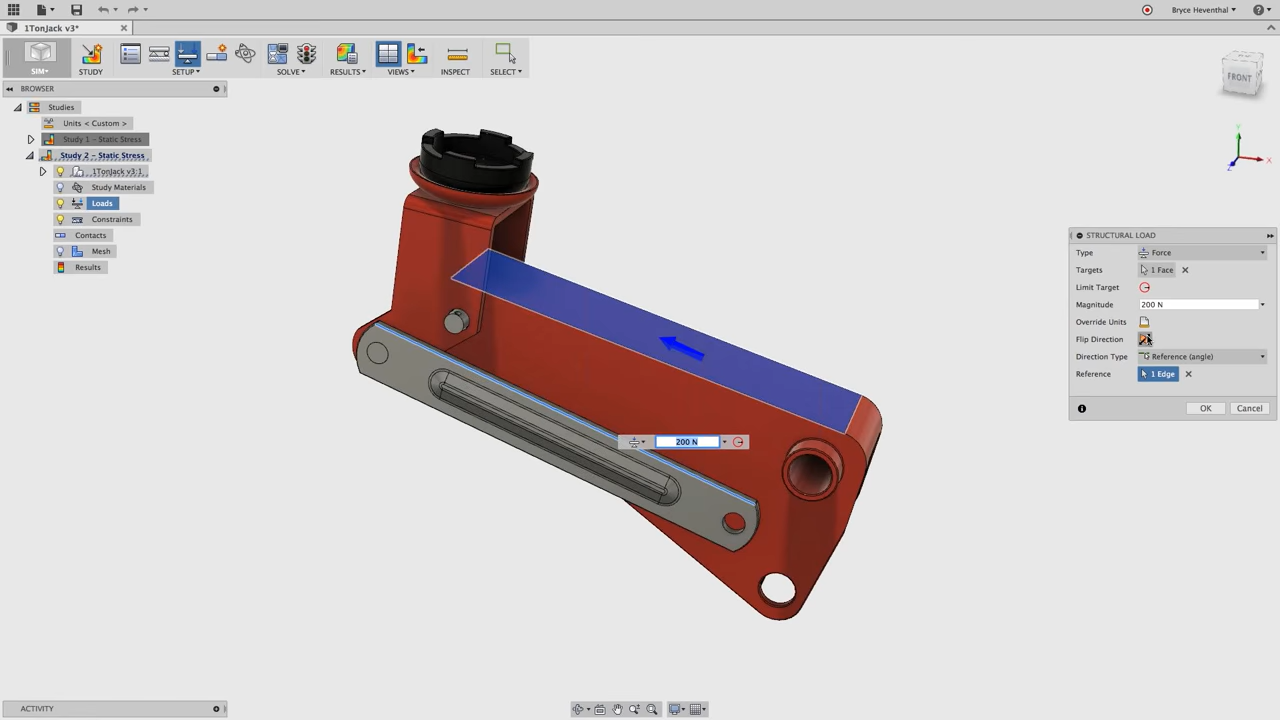 Bryce Heventhal
1TonJack v3*
SIM
STUDY
SETUP
SOLVE
RESULTS
VIEWS
INSPECT
SELECT
BROWSER
Studies
Units < Custom >
Study 1 - Static Stress
Study 2 - Static Stress
1TonJack v3:1
Study Materials
Loads
Constraints
Contacts
Mesh
Results
FRONT
Y
X
Z
STRUCTURAL LOAD
Type Force
Targets 1 Face
Limit Target
Magnitude 200 N
Override Units
Flip Direction
Direction Type Reference (angle)
Reference 1 Edge
OK Cancel
200 N
ACTIVITY